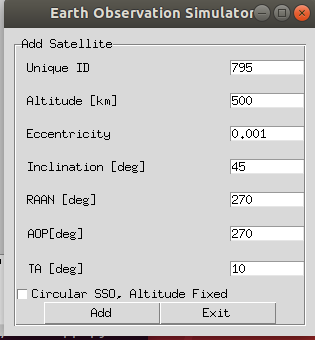 Earth Observation Simulator
Add Satellite
Unique ID 795
Altitude [km] 500
Eccentricity 0.001
Inclination [deg] 45
RAAN [deg] 270
AOP[deg] 270
TA [deg] 10
Circular SSO, Altitude Fixed
Add Exit